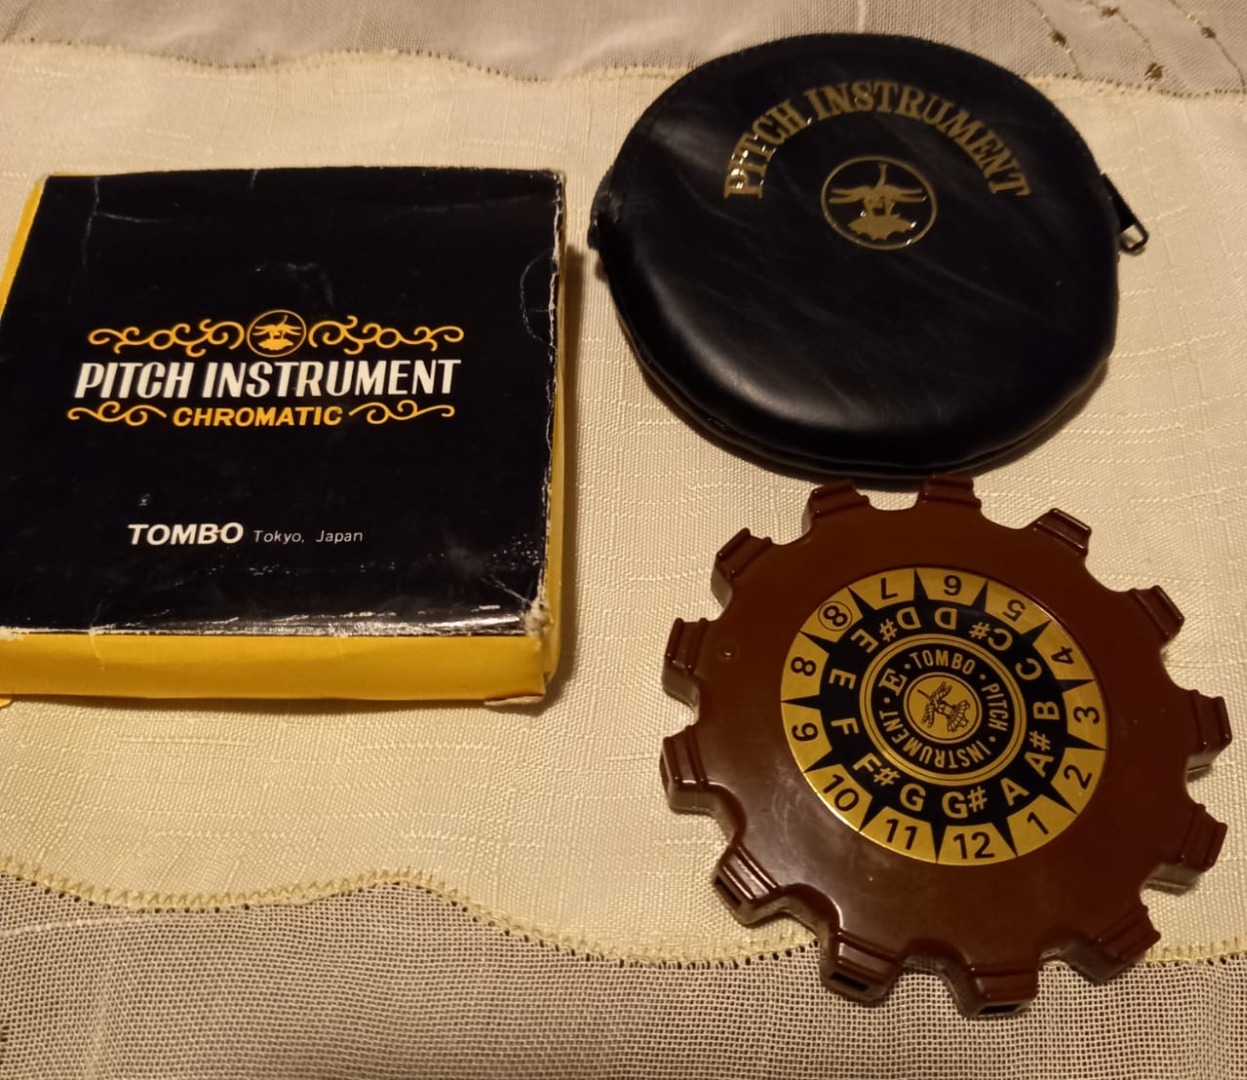 PITCH INSTRUMENT
CHROMATIC
TOMBO Tokyo, Japan
PITCH INSTRUMENT
1 2 3 4 5 6 7 8 8 9 10 11 12
A A# B C C# D D# E E F F# G G#
E • TOMBO • PITCH • INSTRUMENT •